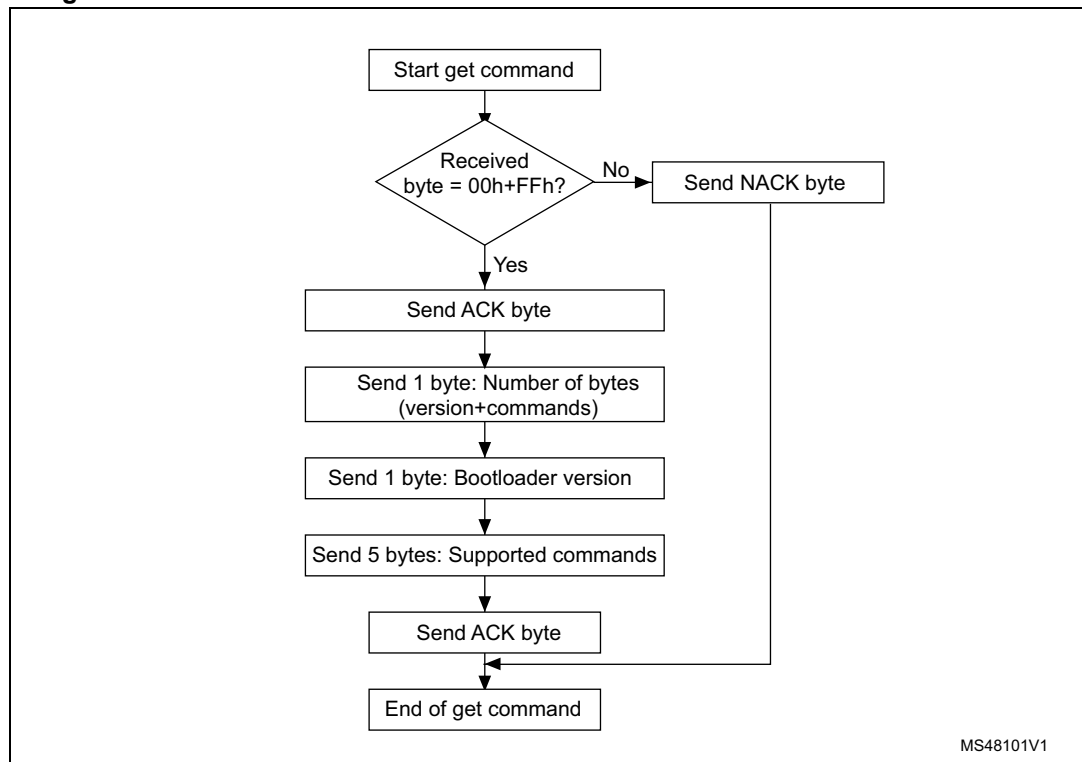 Start get command
Received
byte = 00h+FFh?
No
Send NACK byte
Yes
Send ACK byte
Send 1 byte: Number of bytes
(version+commands)
Send 1 byte: Bootloader version
Send 5 bytes: Supported commands
Send ACK byte
End of get command
MS48101V1